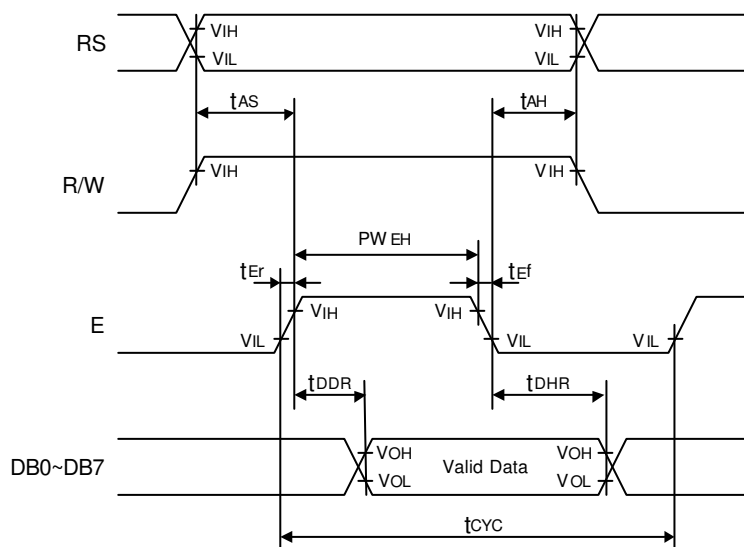 VIH VIH
RS
VIL VIL
tAS tAH
VIH VIH
R/W
PWEH
tEr tEf
VIH VIH
E
VIL VIL VIL
tDDR tDHR
VOH VOH
DB0~DB7 Valid Data
VOL VOL
tCYC